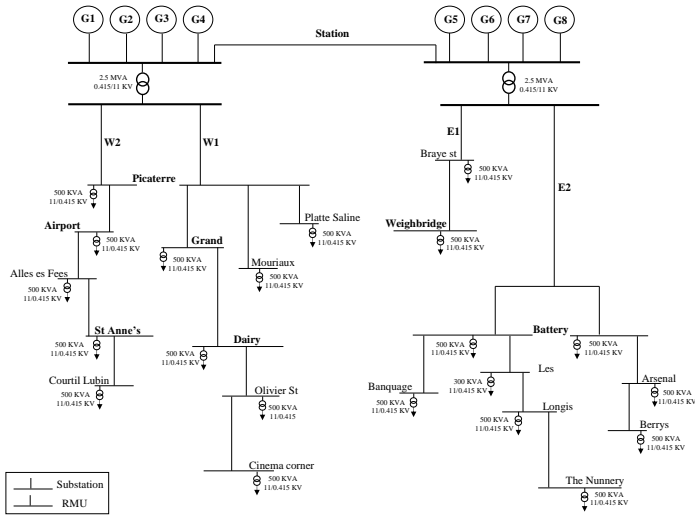 G1
G2
G3
G4
Station
G5
G6
G7
G8
2.5 MVA
0.415/11 KV
2.5 MVA
0.415/11 KV
W2
W1
E1
E2
Braye st
500 KVA
11/0.415 KV
Picaterre
500 KVA
11/0.415 KV
Platte Saline
500 KVA
11/0.415 KV
Weighbridge
500 KVA
11/0.415 KV
Airport
500 KVA
11/0.415 KV
Grand
500 KVA
11/0.415 KV
Mouriaux
500 KVA
11/0.415 KV
Alles es Fees
500 KVA
11/0.415 KV
St Anne's
500 KVA
11/0.415 KV
Dairy
500 KVA
11/0.415 KV
Battery
500 KVA
11/0.415 KV
500 KVA
11/0.415 KV
Courtil Lubin
500 KVA
11/0.415 KV
Olivier St
500 KVA
11/0.415
Banquage
500 KVA
11/0.415 KV
Les
300 KVA
11/0.415 KV
Arsenal
500 KVA
11/0.415 KV
Longis
500 KVA
11/0.415 KV
Berrys
500 KVA
11/0.415 KV
Cinema corner
500 KVA
11/0.415 KV
The Nunnery
500 KVA
11/0.415 KV
Substation
RMU